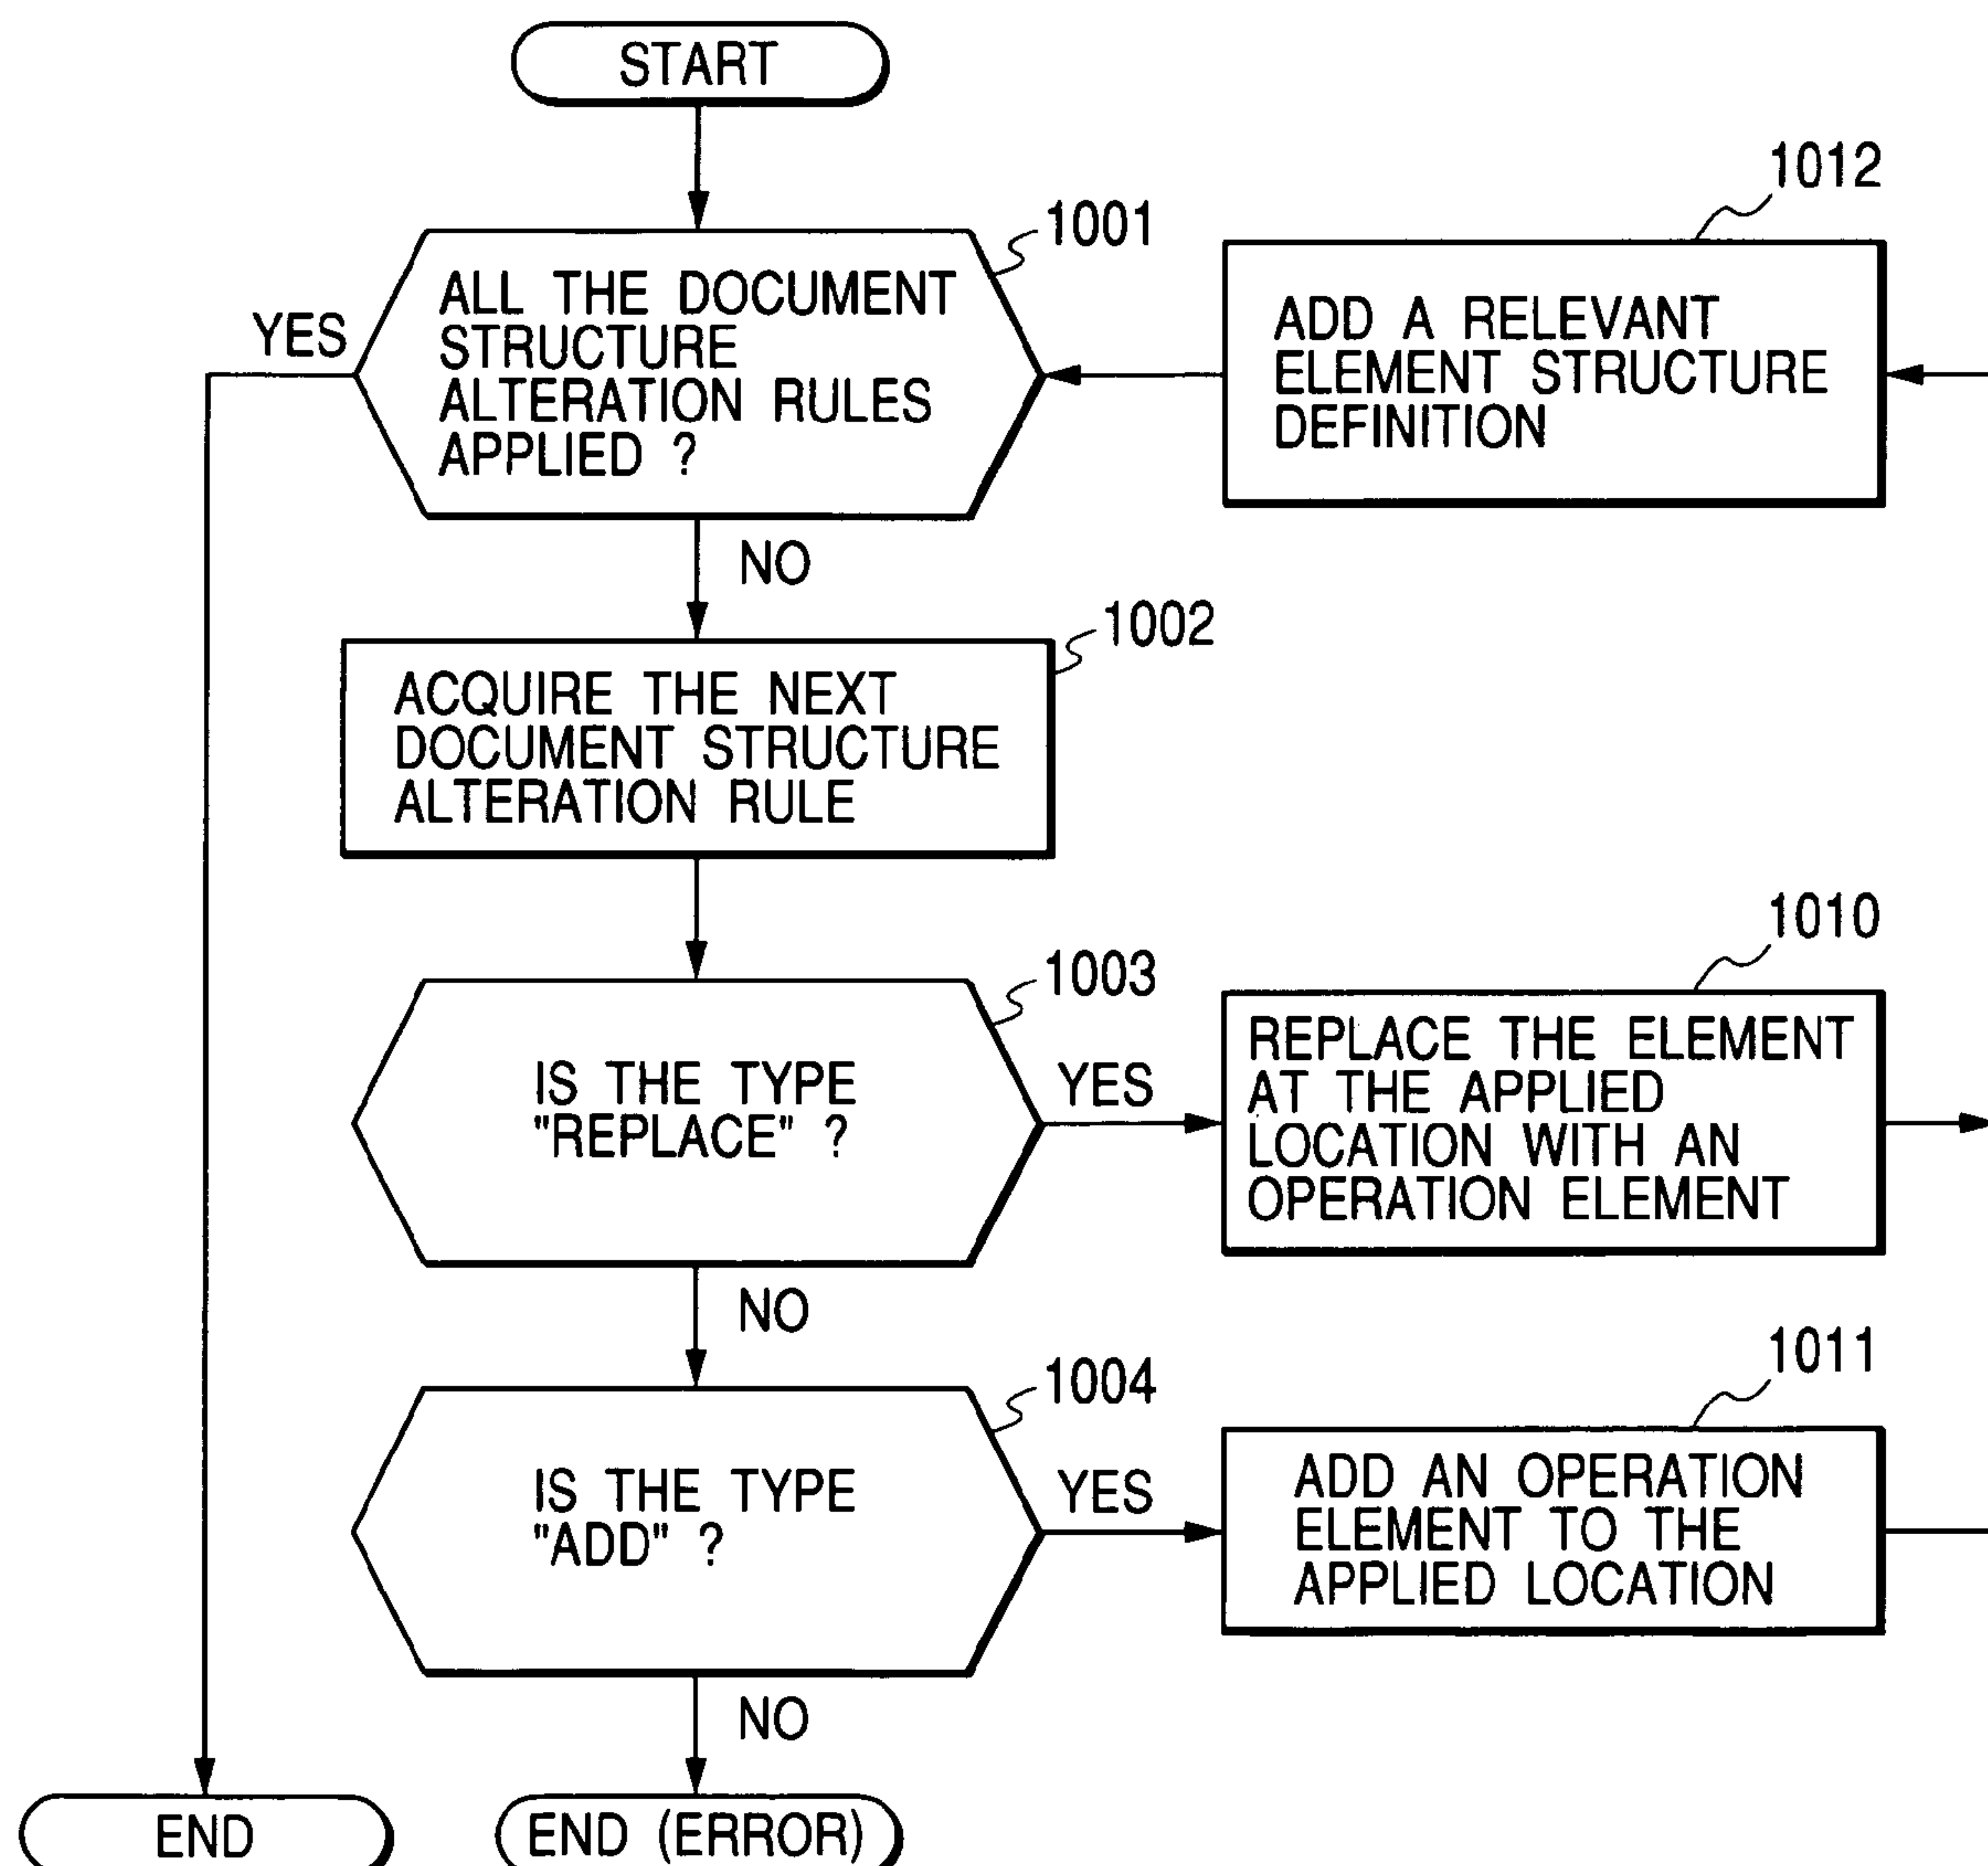 START
1001
ALL THE DOCUMENT
STRUCTURE
ALTERATION RULES
APPLIED ?
YES
NO
1012
ADD A RELEVANT
ELEMENT STRUCTURE
DEFINITION
1002
ACQUIRE THE NEXT
DOCUMENT STRUCTURE
ALTERATION RULE
1003
IS THE TYPE
"REPLACE" ?
YES
NO
1010
REPLACE THE ELEMENT
AT THE APPLIED
LOCATION WITH AN
OPERATION ELEMENT
1004
IS THE TYPE
"ADD" ?
YES
NO
1011
ADD AN OPERATION
ELEMENT TO THE
APPLIED LOCATION
END
END (ERROR)